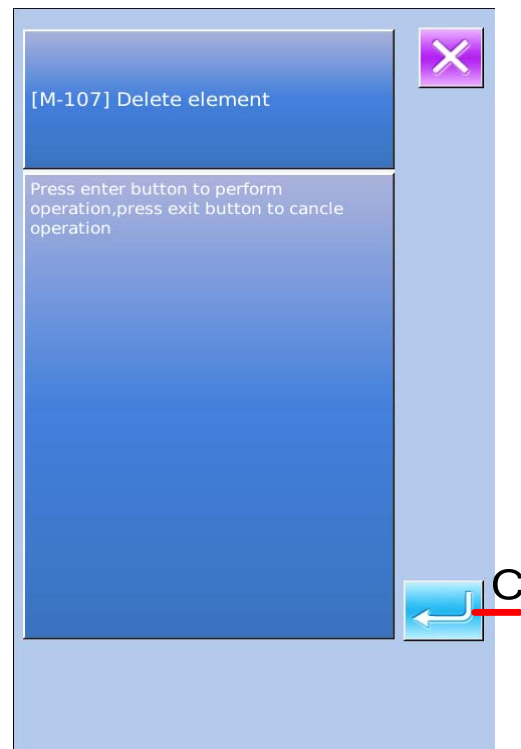 [M-107] Delete element
Press enter button to perform
operation,press exit button to cancle
operation
C